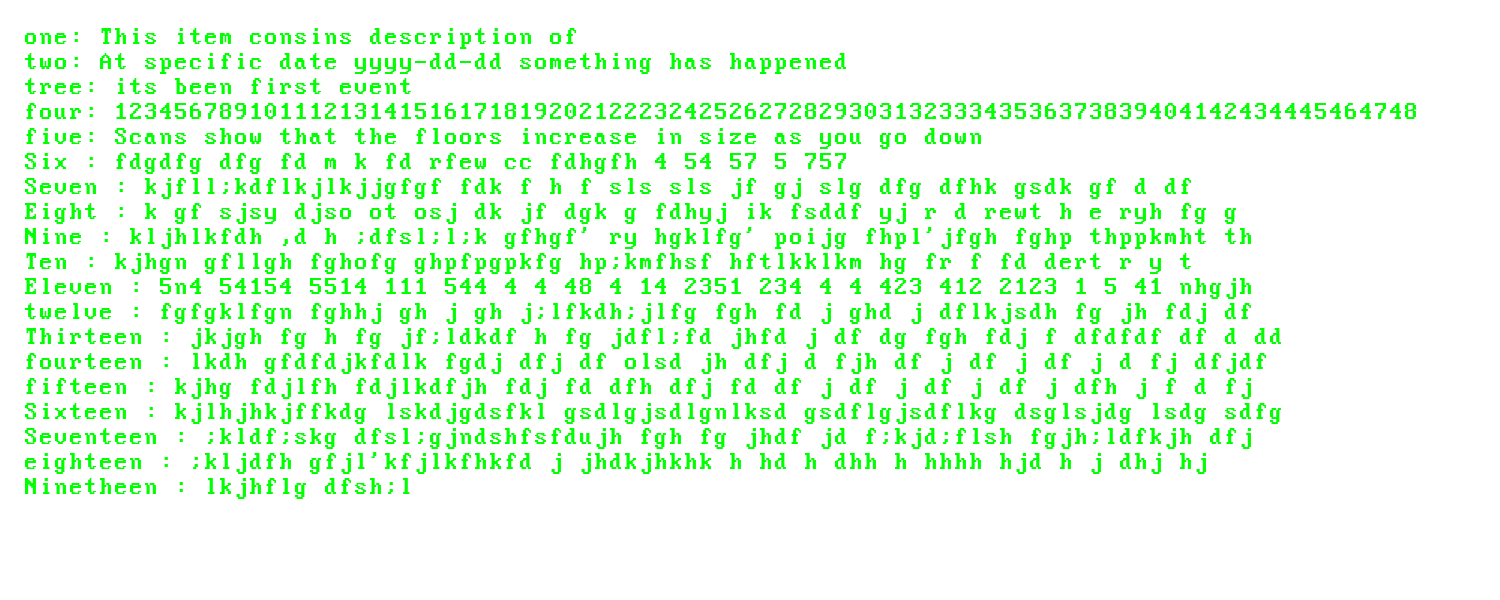 one: This item consins description of
two: At specific date yyyy-dd-dd something has happened
tree: its been first event
four: 123456789101112131415161718192021222324252627282930313233343536373839404142434445464748
five: Scans show that the floors increase in size as you go down
Six : fdgdfg dfg fd m k fd rfew cc fdhgfh 4 54 57 5 757
Seven : kjfll;kdflkjlkjjgfgf fdk f h f sls sls jf gj slg dfg dfhk gsdk gf d df
Eight : k gf sjsy djso ot osj dk jf dgk g fdhyj ik fsddf yj r d rewt h e ryh fg g
Nine : kljhlkfdh ,d h ;dfsl;l;k gfhgf' ry hgklfg' poijg fhpl'jfgh fghp thppkmht th
Ten : kjhgn gfllgh fghofg ghpfpgpkfg hp;kmfhsf hftlkklkm hg fr f fd dert r y t
Eleven : 5n4 54154 5514 111 544 4 4 48 4 14 2351 234 4 4 423 412 2123 1 5 41 nhgjh
twelve : fgfgklfgn fghhj gh j gh j;lfkdh;jlfg fgh fd j ghd j dflkjsdh fg jh fdj df
Thirteen : jkjgh fg h fg jf;ldkdf h fg jdfl;fd jhfd j df dg fgh fdj f dfdfdf df d dd
fourteen : lkdh gfdfdjkfdlk fgdj dfj df olsd jh dfj d fjh df j df j df j d fj dfjdf
fifteen : kjhg fdjlfh fdjlkdfjh fdj fd dfh dfj fd df j df j df j df j dfh j f d fj
Sixteen : kjlhjhkjffkdg lskdjgdsfkl gsdlgjsdlgnlksd gsdflgjsdflkg dsglsjdg lsdg sdfg
Seventeen : ;kldf;skg dfsl;gjndshfsfdujh fgh fg jhdf jd f;kjd;flsh fgjh;ldfkjh dfj
eighteen : ;kljdfh gfjl'kfjlkfhkfd j jhdkjhkhk h hd h dhh h hhhh hjd h j dhj hj
Ninetheen : lkjhflg dfsh;l